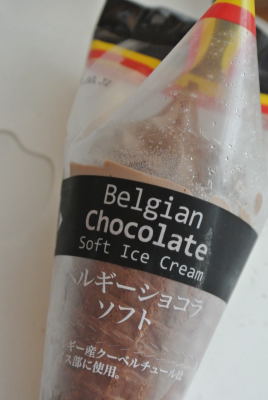 Belgian
Chocolate
Soft Ice Cream
ベルギーショコラ
ソフト
ギー産クーベルチュールは
ス部に使用。